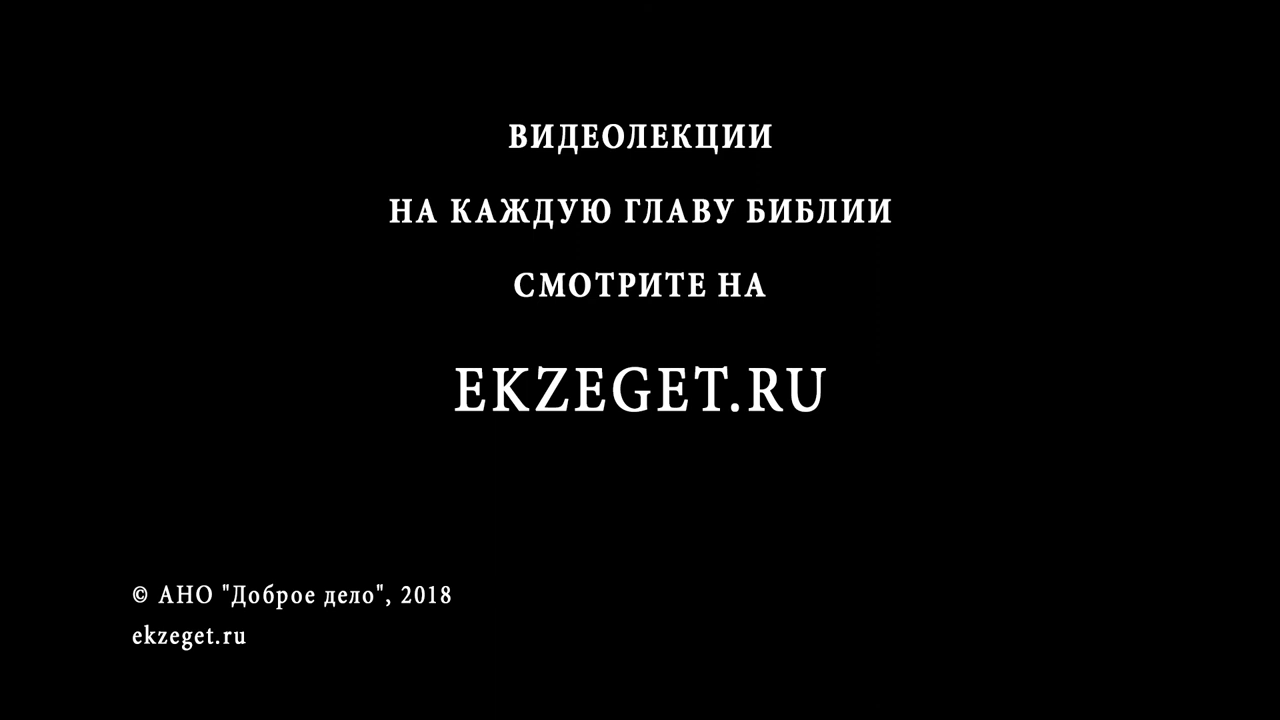 ВИДЕОЛЕКЦИИ
НА КАЖДУЮ ГЛАВУ БИБЛИИ
СМОТРИТЕ НА
EKZEGET.RU
© АНО "Доброе дело", 2018
ekzeget.ru